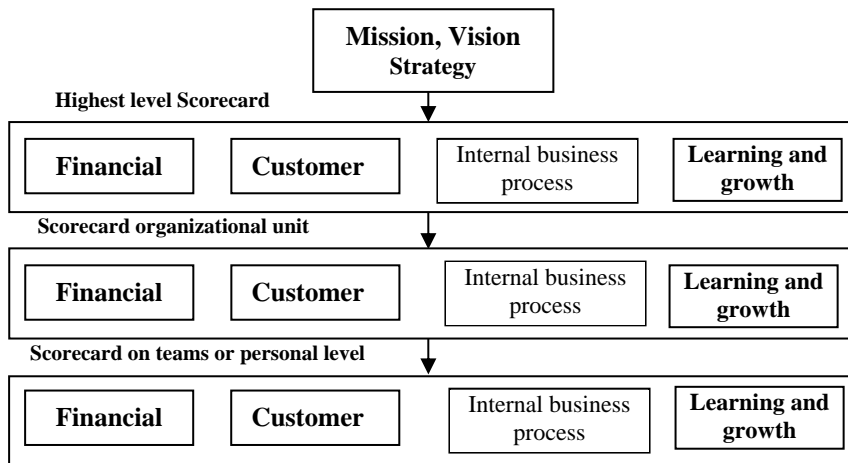 Mission, Vision
Strategy
Highest level Scorecard
Financial
Customer
Internal business
process
Learning and
growth
Scorecard organizational unit
Financial
Customer
Internal business
process
Learning and
growth
Scorecard on teams or personal level
Financial
Customer
Internal business
process
Learning and
growth